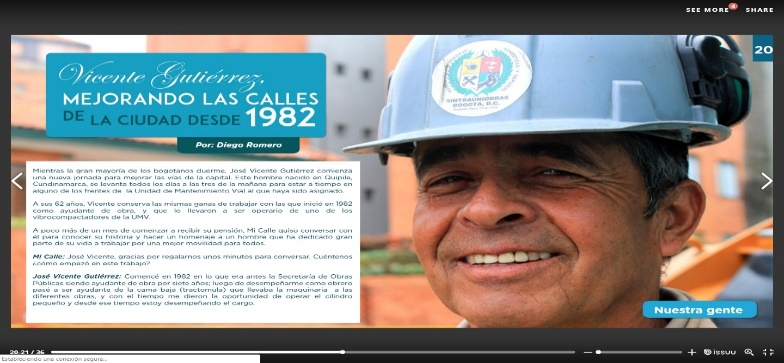 SEE MORE 4 SHARE
20
Vicente Gutiérrez,
MEJORANDO LAS CALLES
DE LA CIUDAD DESDE 1982
Por: Diego Romero
SINTRAUNIOBRAS
BOGOTÁ, D.C.
Mientras la gran mayoría de los bogotanos duerme, José Vicente Gutiérrez comienza
una nueva jornada para mejorar las vías de la capital. Este hombre nacido en Quipile,
Cundinamarca, se levanta todos los días a las tres de la mañana para estar a tiempo en
alguno de los frentes de la Unidad de Mantenimiento Vial al que haya sido asignado.
A sus 62 años, Vicente conserva las mismas ganas de trabajar con las que inició en 1982
como ayudante de obra, y que lo llevaron a ser operario de uno de los
vibrocompactadores de la UMV.
A poco más de un mes de comenzar a recibir su pensión, Mi Calle quiso conversar con
él para conocer su historia y hacer un homenaje a un hombre que ha dedicado gran
parte de su vida a trabajar por una mejor movilidad para todos.
Mi Calle: José Vicente, gracias por regalarnos unos minutos para conversar. Cuéntenos
¿cómo empezó en este trabajo?
José Vicente Gutiérrez: Comencé en 1982 en lo que era antes la Secretaría de Obras
Públicas siendo ayudante de obra por siete años; luego de desempeñarme como obrero
pasé a ser ayudante de la cama baja (tractomula) que llevaba la maquinaria a las
diferentes obras, y con el tiempo me dieron la oportunidad de operar el cilindro
pequeño y desde ese tiempo estoy desempeñando el cargo.
Nuestra gente
20-21 / 36
issuu
Estableciendo una conexión segura...